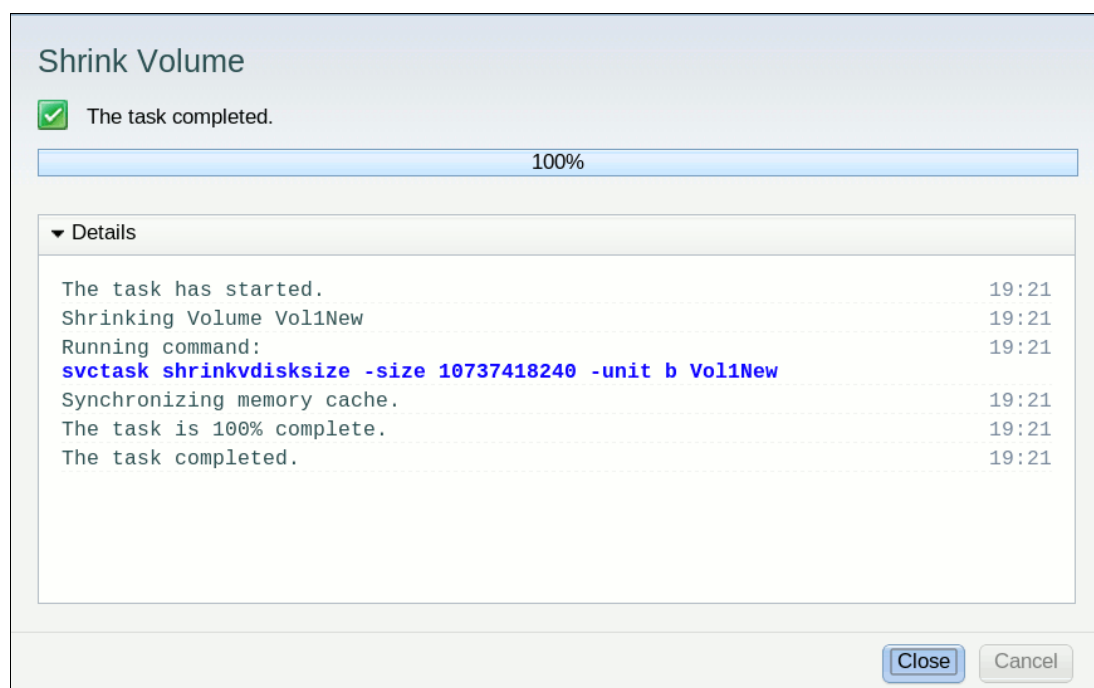 Shrink Volume
The task completed.
100%
Details
The task has started. 19:21
Shrinking Volume Vol1New 19:21
Running command: 19:21
svctask shrinkvdisksize -size 10737418240 -unit b Vol1New
Synchronizing memory cache. 19:21
The task is 100% complete. 19:21
The task completed. 19:21
Close Cancel